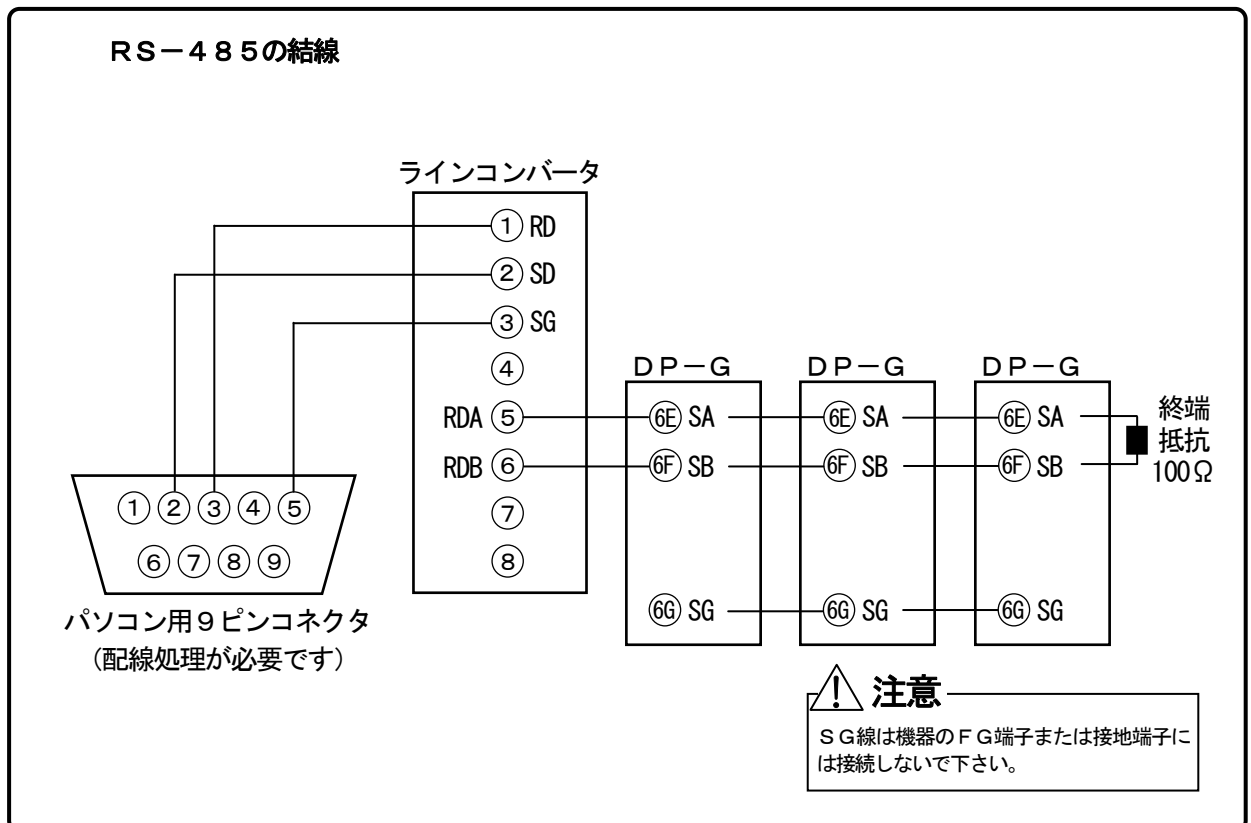 RS－485の結線
ラインコンバータ
① RD
② SD
③ SG
④
RDA ⑤
RDB ⑥
⑦
⑧
DP－G DP－G DP－G
6E SA 6E SA 6E SA
6F SB 6F SB 6F SB
6G SG 6G SG 6G SG
終端
抵抗
100Ω
① ② ③ ④ ⑤
⑥ ⑦ ⑧ ⑨
パソコン用９ピンコネクタ
（配線処理が必要です）
! 注意
ＳＧ線は機器のＦＧ端子または接地端子に
は接続しないで下さい。